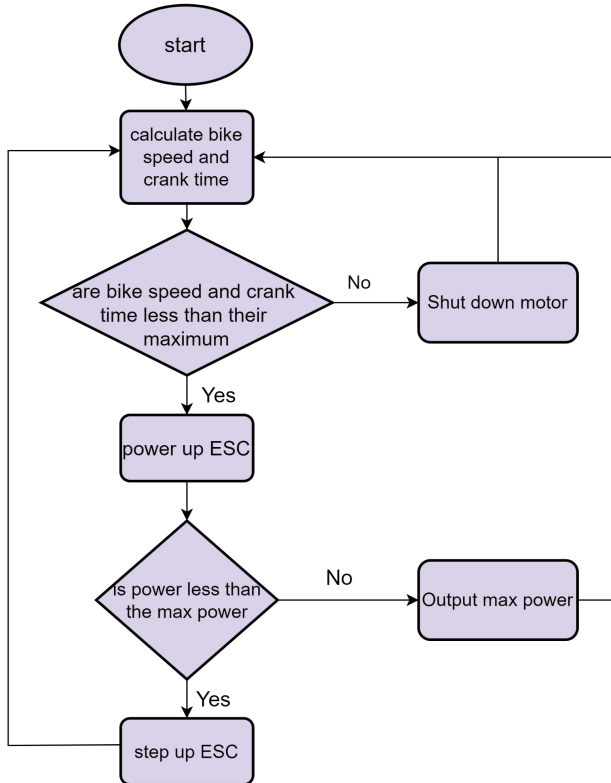 start
calculate bike
speed and
crank time
are bike speed and crank
time less than their
maximum
No
Shut down motor
Yes
power up ESC
is power less than
the max power
No
Output max power
Yes
step up ESC